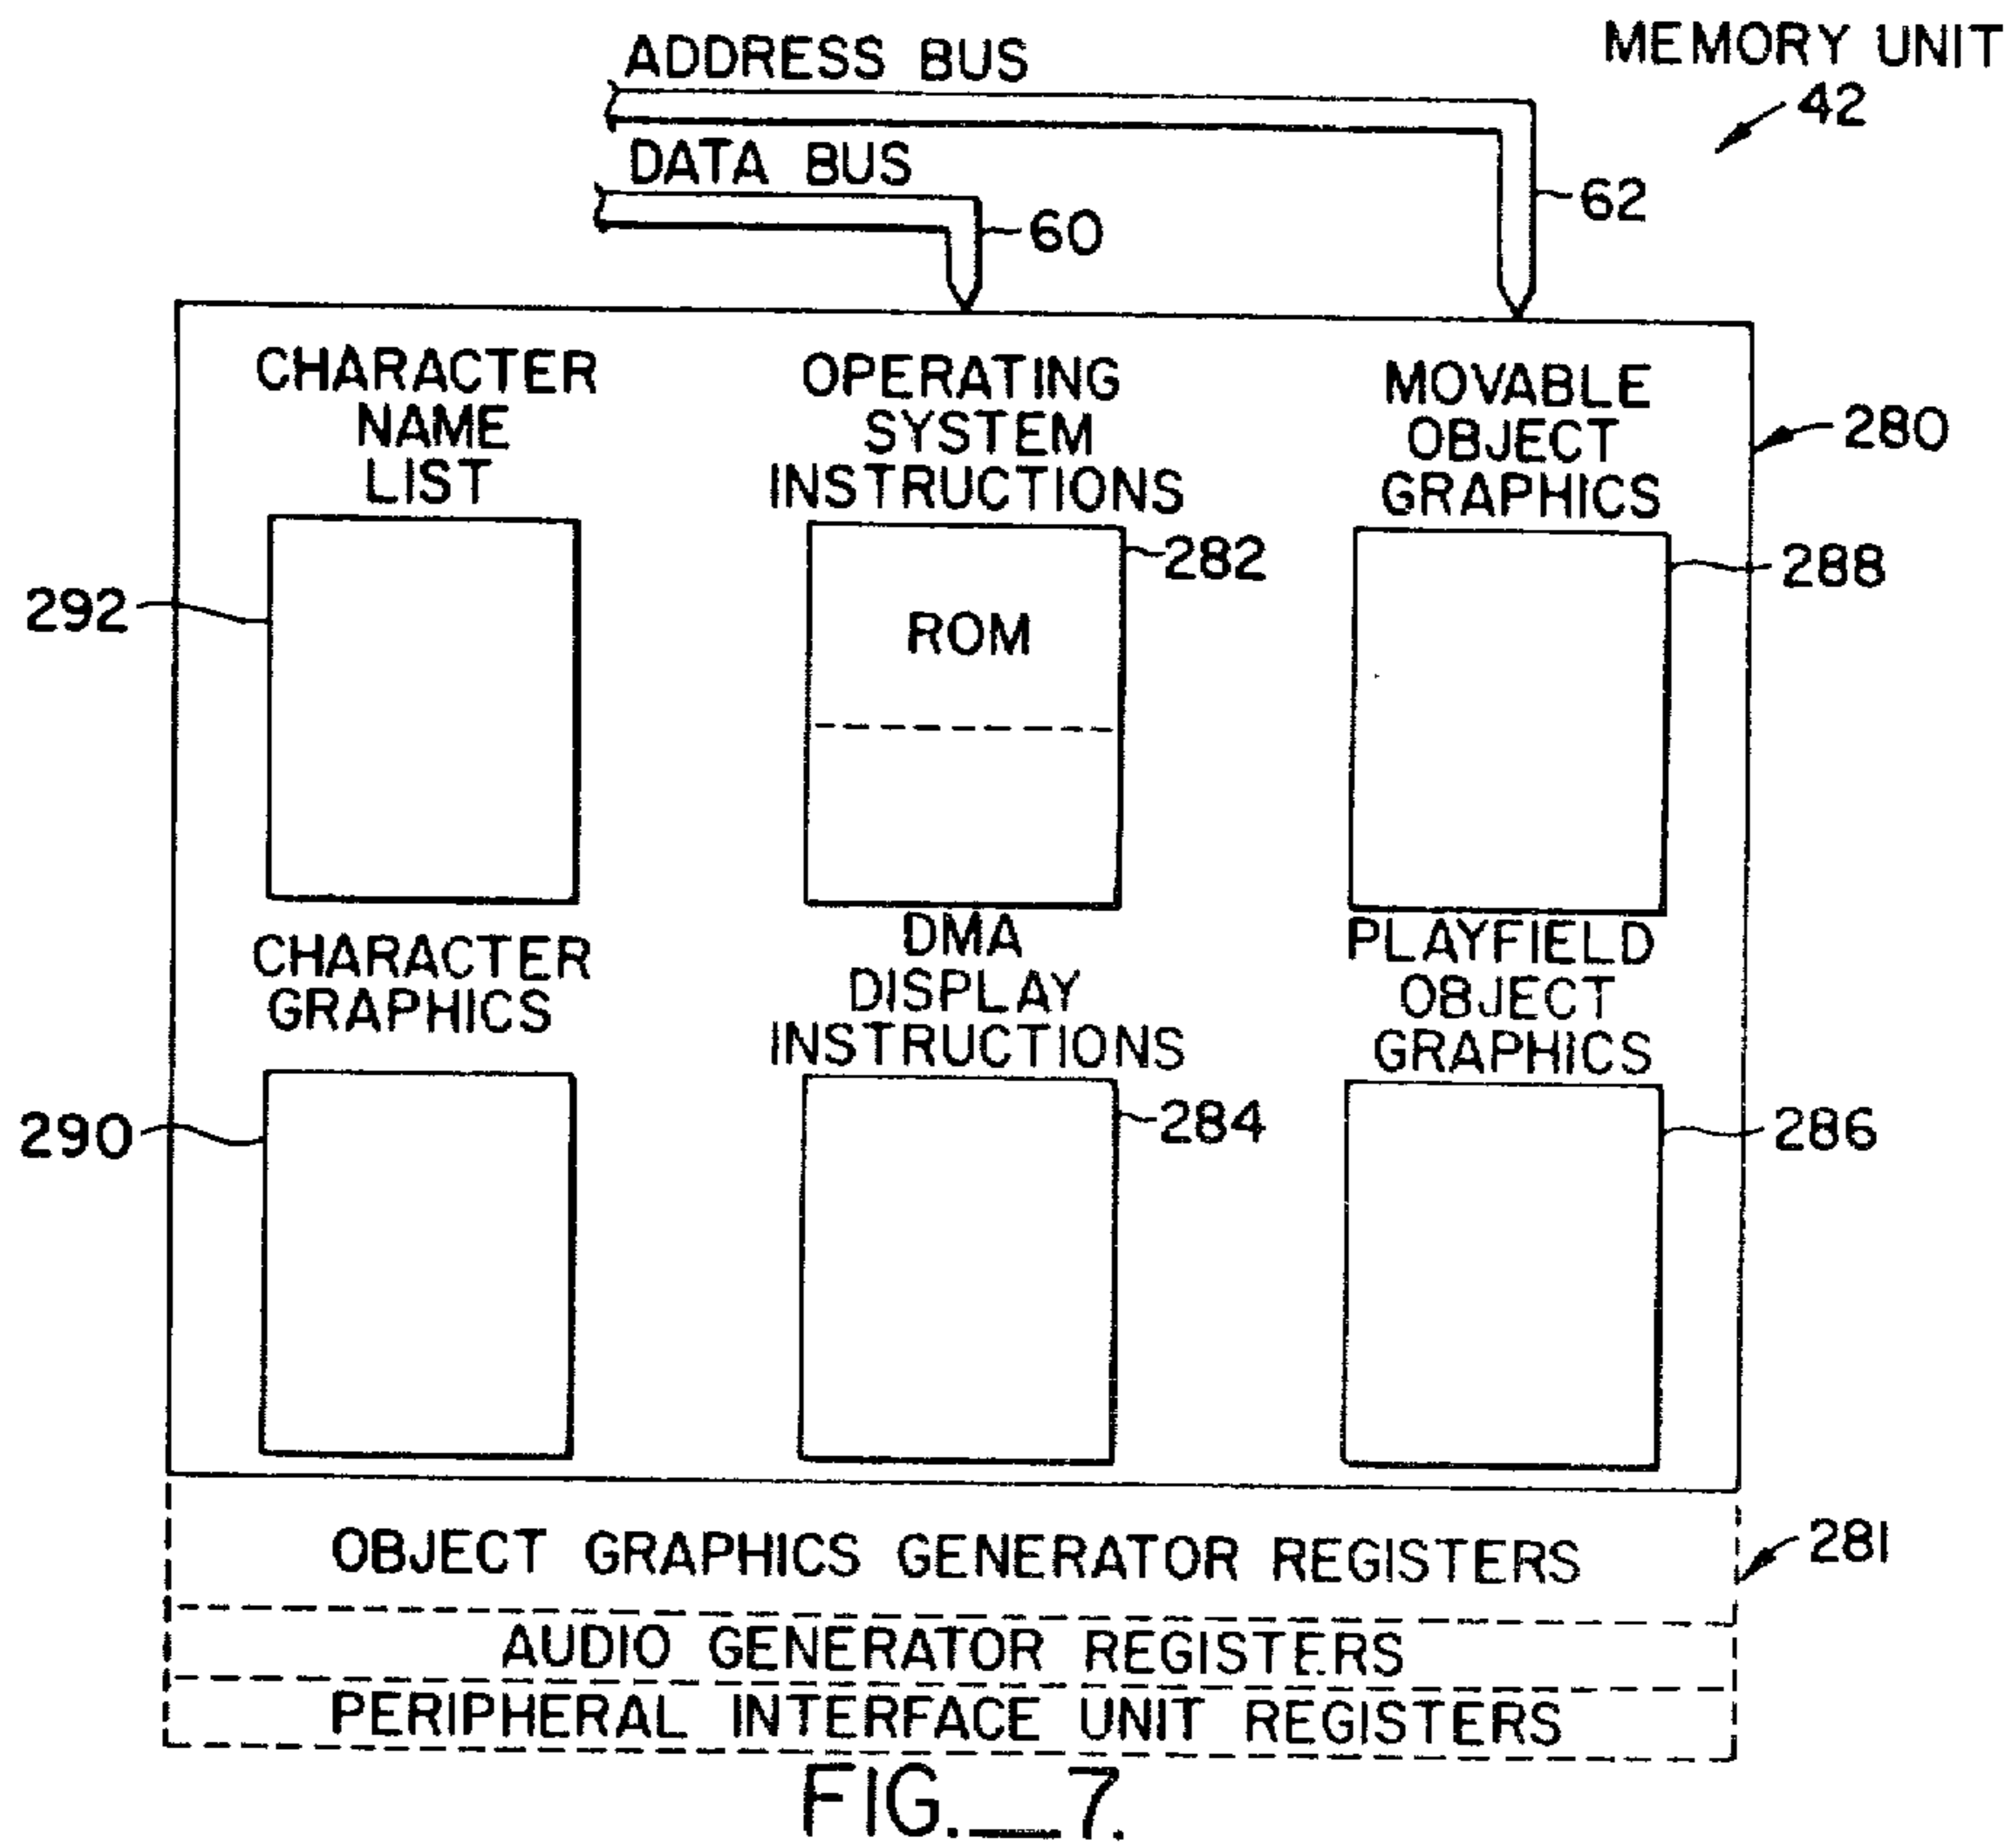 MEMORY UNIT
42
ADDRESS BUS
62
DATA BUS
60
280
CHARACTER
NAME
LIST
292
OPERATING
SYSTEM
INSTRUCTIONS
282
ROM
MOVABLE
OBJECT
GRAPHICS
288
CHARACTER
GRAPHICS
290
DMA
DISPLAY
INSTRUCTIONS
284
PLAYFIELD
OBJECT
GRAPHICS
286
OBJECT GRAPHICS GENERATOR REGISTERS
281
AUDIO GENERATOR REGISTERS
PERIPHERAL INTERFACE UNIT REGISTERS
FIG._7.